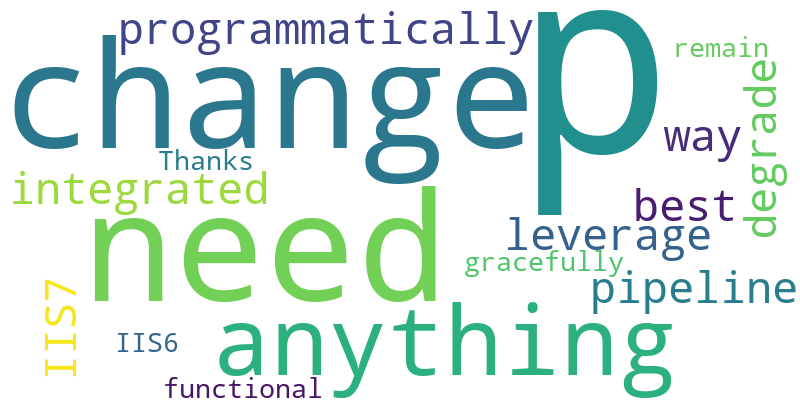 programmatically
p
remain
change
degrade
way
Thanks
integrated
need
best
leverage
gracefully
pipeline
IIS7
IIS6
anything
functional